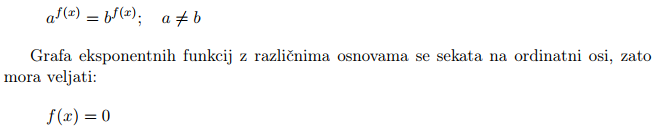 a^{f(x)} = b^{f(x)}; a ≠ b
Grafa eksponentnih funkcij z različnima osnovama se sekata na ordinatni osi, zato
mora veljati:
f(x) = 0